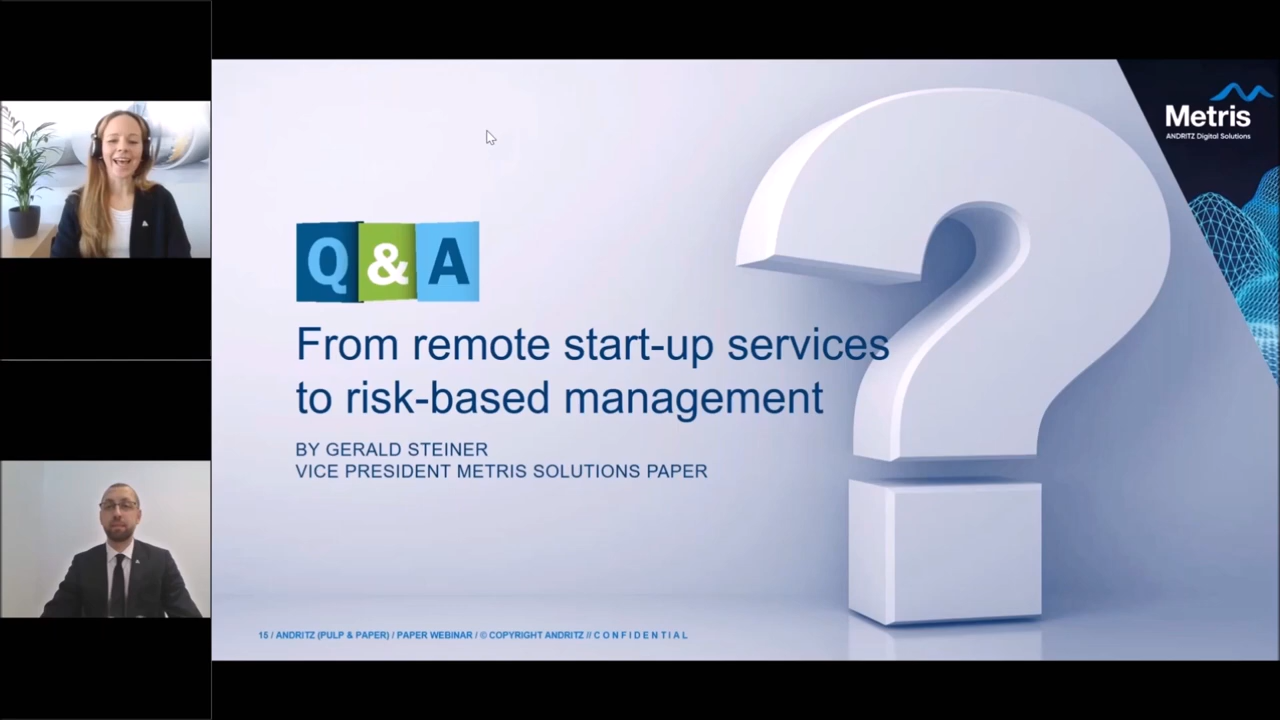 Metris
ANDRITZ Digital Solutions
Q & A
From remote start-up services
to risk-based management
BY GERALD STEINER
VICE PRESIDENT METRIS SOLUTIONS PAPER
15 / ANDRITZ (PULP & PAPER) / PAPER WEBINAR / © COPYRIGHT ANDRITZ // C O N F I D E N T I A L